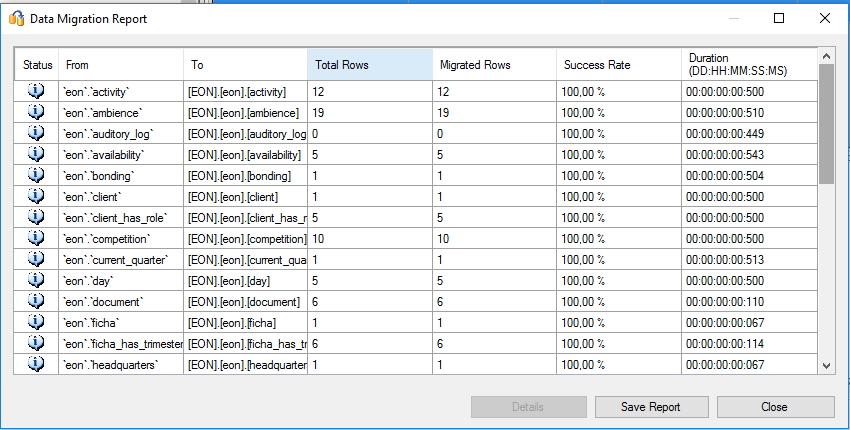 Data Migration Report
Status From To Total Rows Migrated Rows Success Rate Duration (DD:HH:MM:SS:MS)
`eon`.`activity` [EON].[eon].[activity] 12 12 100,00 % 00:00:00:00:500
`eon`.`ambience` [EON].[eon].[ambience] 19 19 100,00 % 00:00:00:00:510
`eon`.`auditory_log` [EON].[eon].[auditory_log 0 0 100,00 % 00:00:00:00:449
`eon`.`availability` [EON].[eon].[availability] 5 5 100,00 % 00:00:00:00:543
`eon`.`bonding` [EON].[eon].[bonding] 1 1 100,00 % 00:00:00:00:504
`eon`.`client` [EON].[eon].[client] 1 1 100,00 % 00:00:00:00:500
`eon`.`client_has_role` [EON].[eon].[client_has_r 5 5 100,00 % 00:00:00:00:500
`eon`.`competition` [EON].[eon].[competition] 10 10 100,00 % 00:00:00:00:500
`eon`.`current_quarter` [EON].[eon].[current_qua 1 1 100,00 % 00:00:00:00:513
`eon`.`day` [EON].[eon].[day] 5 5 100,00 % 00:00:00:00:500
`eon`.`document` [EON].[eon].[document] 6 6 100,00 % 00:00:00:00:110
`eon`.`ficha` [EON].[eon].[ficha] 1 1 100,00 % 00:00:00:00:067
`eon`.`ficha_has_trimester [EON].[eon].[ficha_has_tr 6 6 100,00 % 00:00:00:00:114
`eon`.`headquarters` [EON].[eon].[headquarter 1 1 100,00 % 00:00:00:00:067
Details Save Report Close